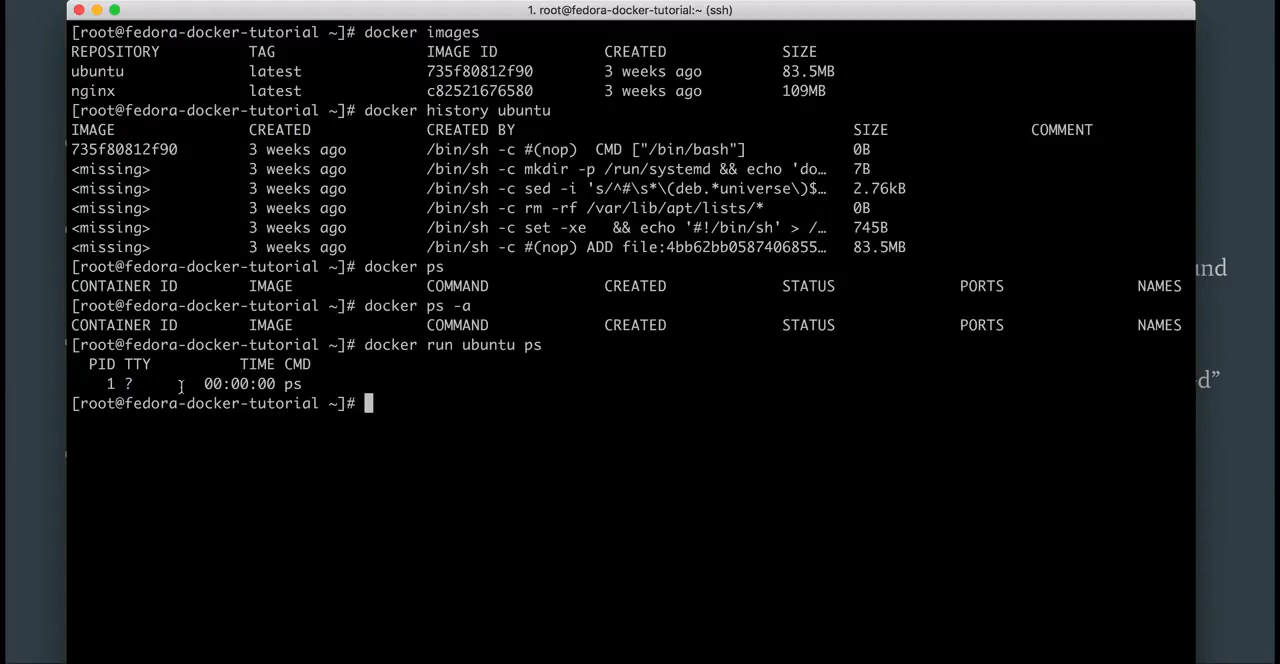 1. root@fedora-docker-tutorial:~ (ssh)
[root@fedora-docker-tutorial ~]# docker images
REPOSITORY TAG IMAGE ID CREATED SIZE
ubuntu latest 735f80812f90 3 weeks ago 83.5MB
nginx latest c82521676580 3 weeks ago 109MB
[root@fedora-docker-tutorial ~]# docker history ubuntu
IMAGE CREATED CREATED BY SIZE COMMENT
735f80812f90 3 weeks ago /bin/sh -c #(nop)  CMD ["/bin/bash"] 0B
<missing> 3 weeks ago /bin/sh -c mkdir -p /run/systemd && echo 'do… 7B
<missing> 3 weeks ago /bin/sh -c sed -i 's/^#\s*\(deb.*universe\)$… 2.76kB
<missing> 3 weeks ago /bin/sh -c rm -rf /var/lib/apt/lists/* 0B
<missing> 3 weeks ago /bin/sh -c set -xe   && echo '#!/bin/sh' > /… 745B
<missing> 3 weeks ago /bin/sh -c #(nop) ADD file:4bb62bb0587406855… 83.5MB
[root@fedora-docker-tutorial ~]# docker ps
CONTAINER ID IMAGE COMMAND CREATED STATUS PORTS NAMES
[root@fedora-docker-tutorial ~]# docker ps -a
CONTAINER ID IMAGE COMMAND CREATED STATUS PORTS NAMES
[root@fedora-docker-tutorial ~]# docker run ubuntu ps
PID TTY TIME CMD
1 ? 00:00:00 ps
[root@fedora-docker-tutorial ~]#